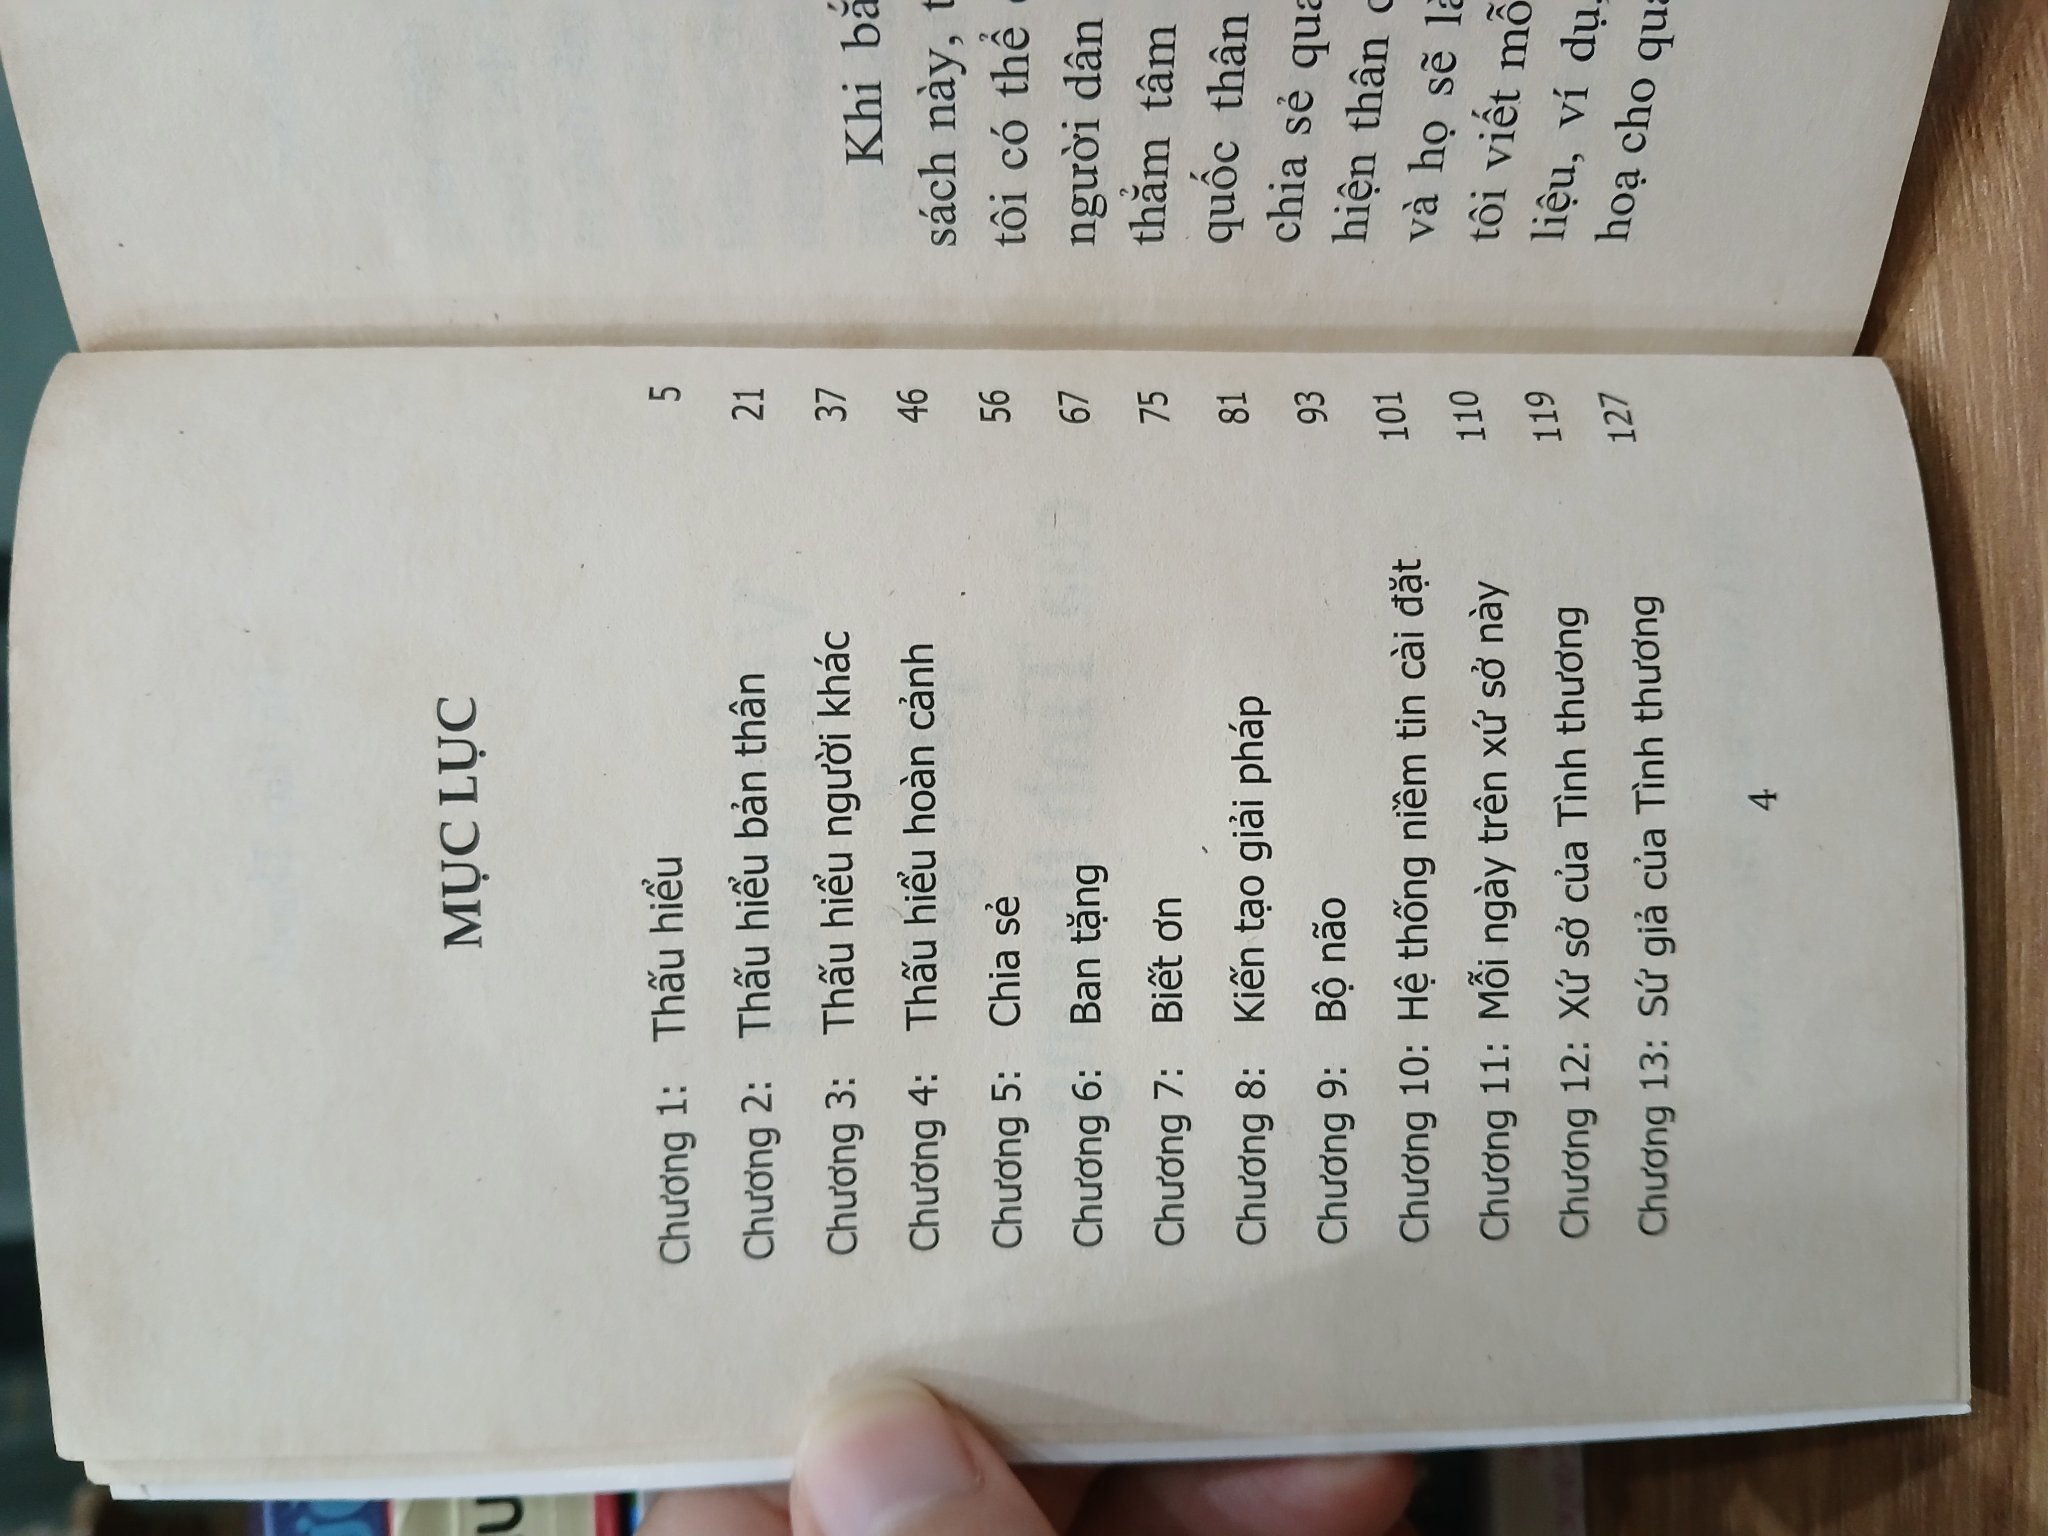 MỤC LỤC
Chương 1: Thấu hiểu 5
Chương 2: Thấu hiểu bản thân 21
Chương 3: Thấu hiểu người khác 37
Chương 4: Thấu hiểu hoàn cảnh 46
Chương 5: Chia sẻ 56
Chương 6: Ban tặng 67
Chương 7: Biết ơn 75
Chương 8: Kiến tạo giải pháp 81
Chương 9: Bộ não 93
Chương 10: Hệ thống niềm tin cài đặt 101
Chương 11: Mỗi ngày trên xứ sở này 110
Chương 12: Xứ sở của Tình thương 119
Chương 13: Sứ giả của Tình thương 127
4
Khi
sách này,
tôi có thể
người dân
thẳm tâm
quốc thân
chia sẻ
hiện thân
và họ sẽ
tôi viết
liệu, ví dụ,
hoạ cho